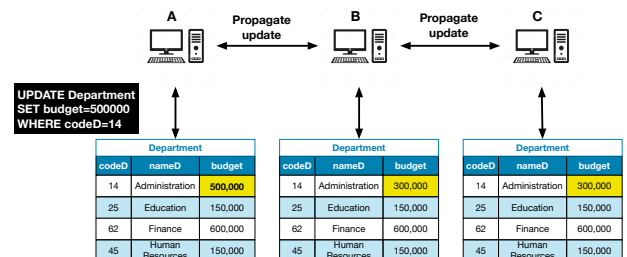 A
B
C
Propagate
update
Propagate
update
UPDATE Department
SET budget=500000
WHERE codeD=14
Department
codeD nameD budget
14 Administration 500,000
25 Education 150,000
62 Finance 600,000
45 Human Resources 150,000
Department
codeD nameD budget
14 Administration 300,000
25 Education 150,000
62 Finance 600,000
45 Human Resources 150,000
Department
codeD nameD budget
14 Administration 300,000
25 Education 150,000
62 Finance 600,000
45 Human Resources 150,000